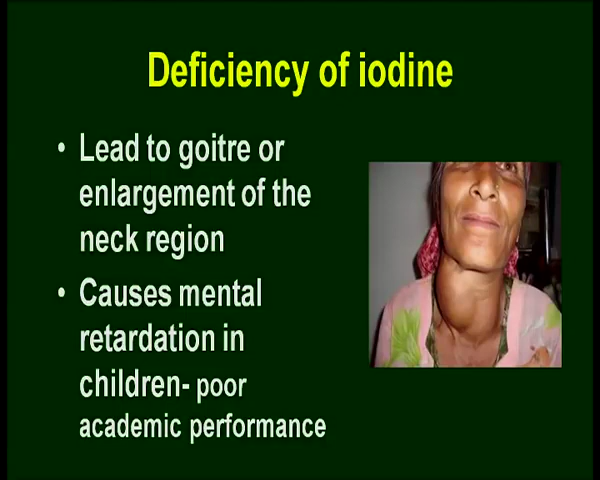 Deficiency of iodine
• Lead to goitre or
enlargement of the
neck region
• Causes mental
retardation in
children- poor
academic performance